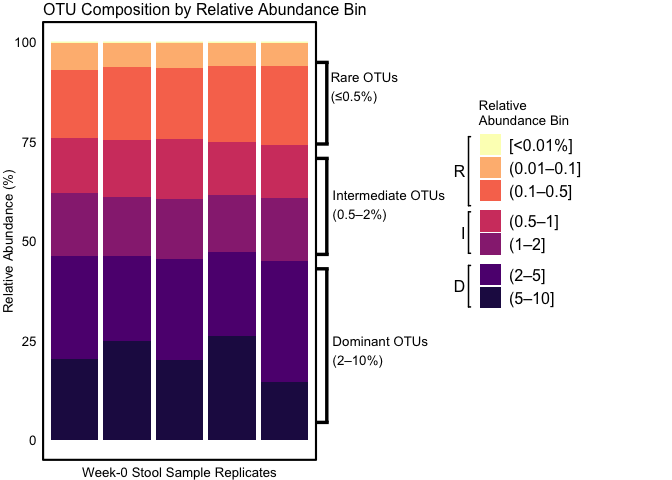 OTU Composition by Relative Abundance Bin
100
75
50
25
0
Relative Abundance (%)
Week-0 Stool Sample Replicates
Rare OTUs
(≤0.5%)
Intermediate OTUs
(0.5–2%)
Dominant OTUs
(2–10%)
Relative
Abundance Bin
R
[<0.01%]
(0.01–0.1]
(0.1–0.5]
I
(0.5–1]
(1–2]
D
(2–5]
(5–10]